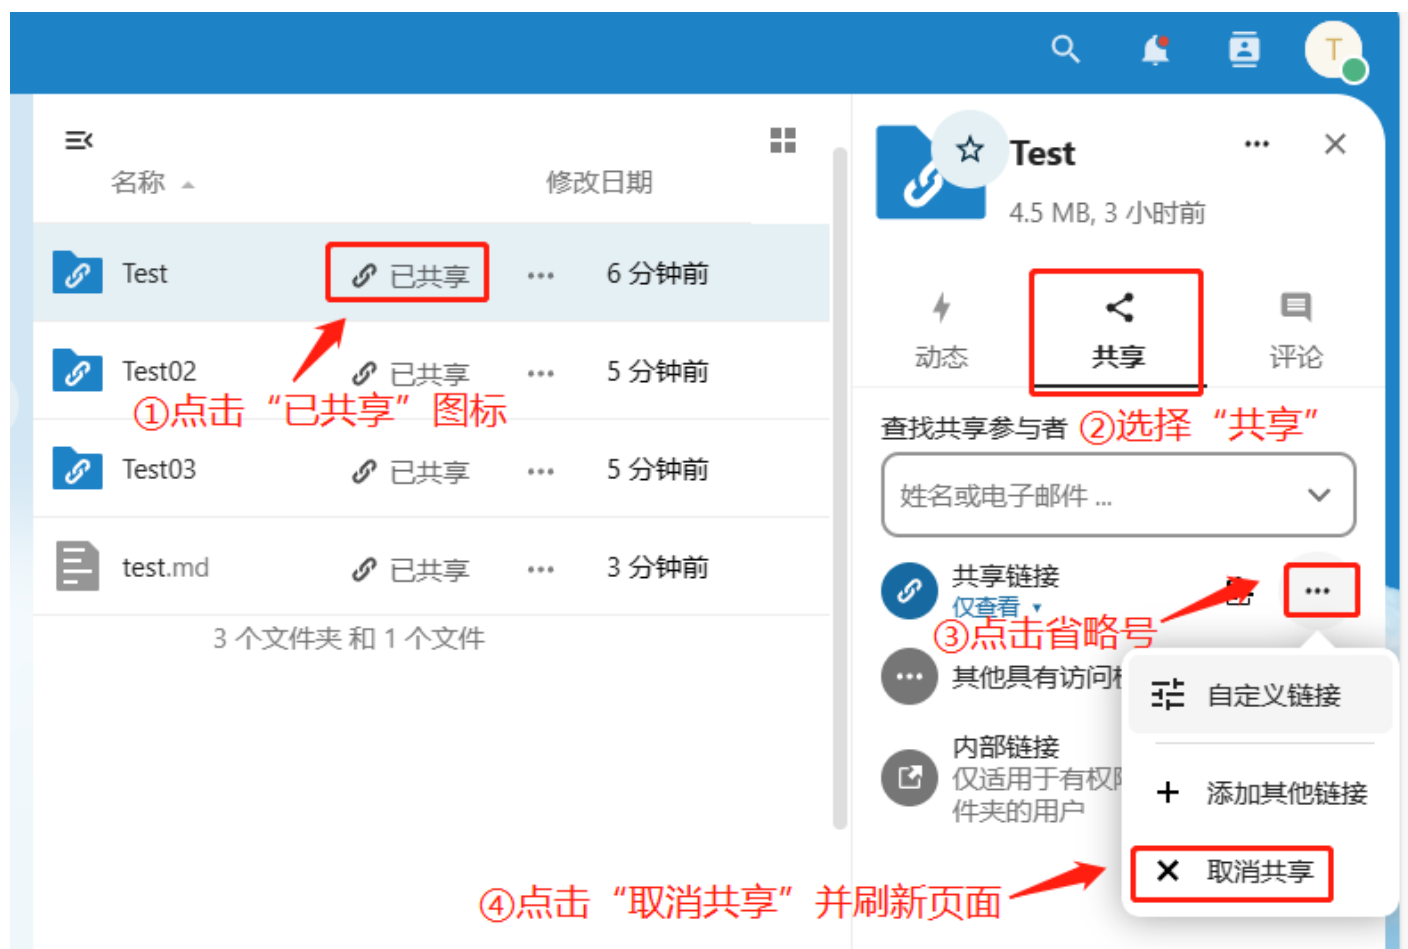 T
名称
修改日期
Test
已共享
6 分钟前
Test02
已共享
5 分钟前
①点击“已共享”图标
Test03
已共享
5 分钟前
test.md
已共享
3 分钟前
3 个文件夹 和 1 个文件
Test
4.5 MB, 3 小时前
动态
共享
评论
查找共享参与者
②选择“共享”
姓名或电子邮件 ...
共享链接
仅查看
③点击省略号
其他具有访问
内部链接
仅适用于有权
件夹的用户
自定义链接
添加其他链接
取消共享
④点击“取消共享”并刷新页面